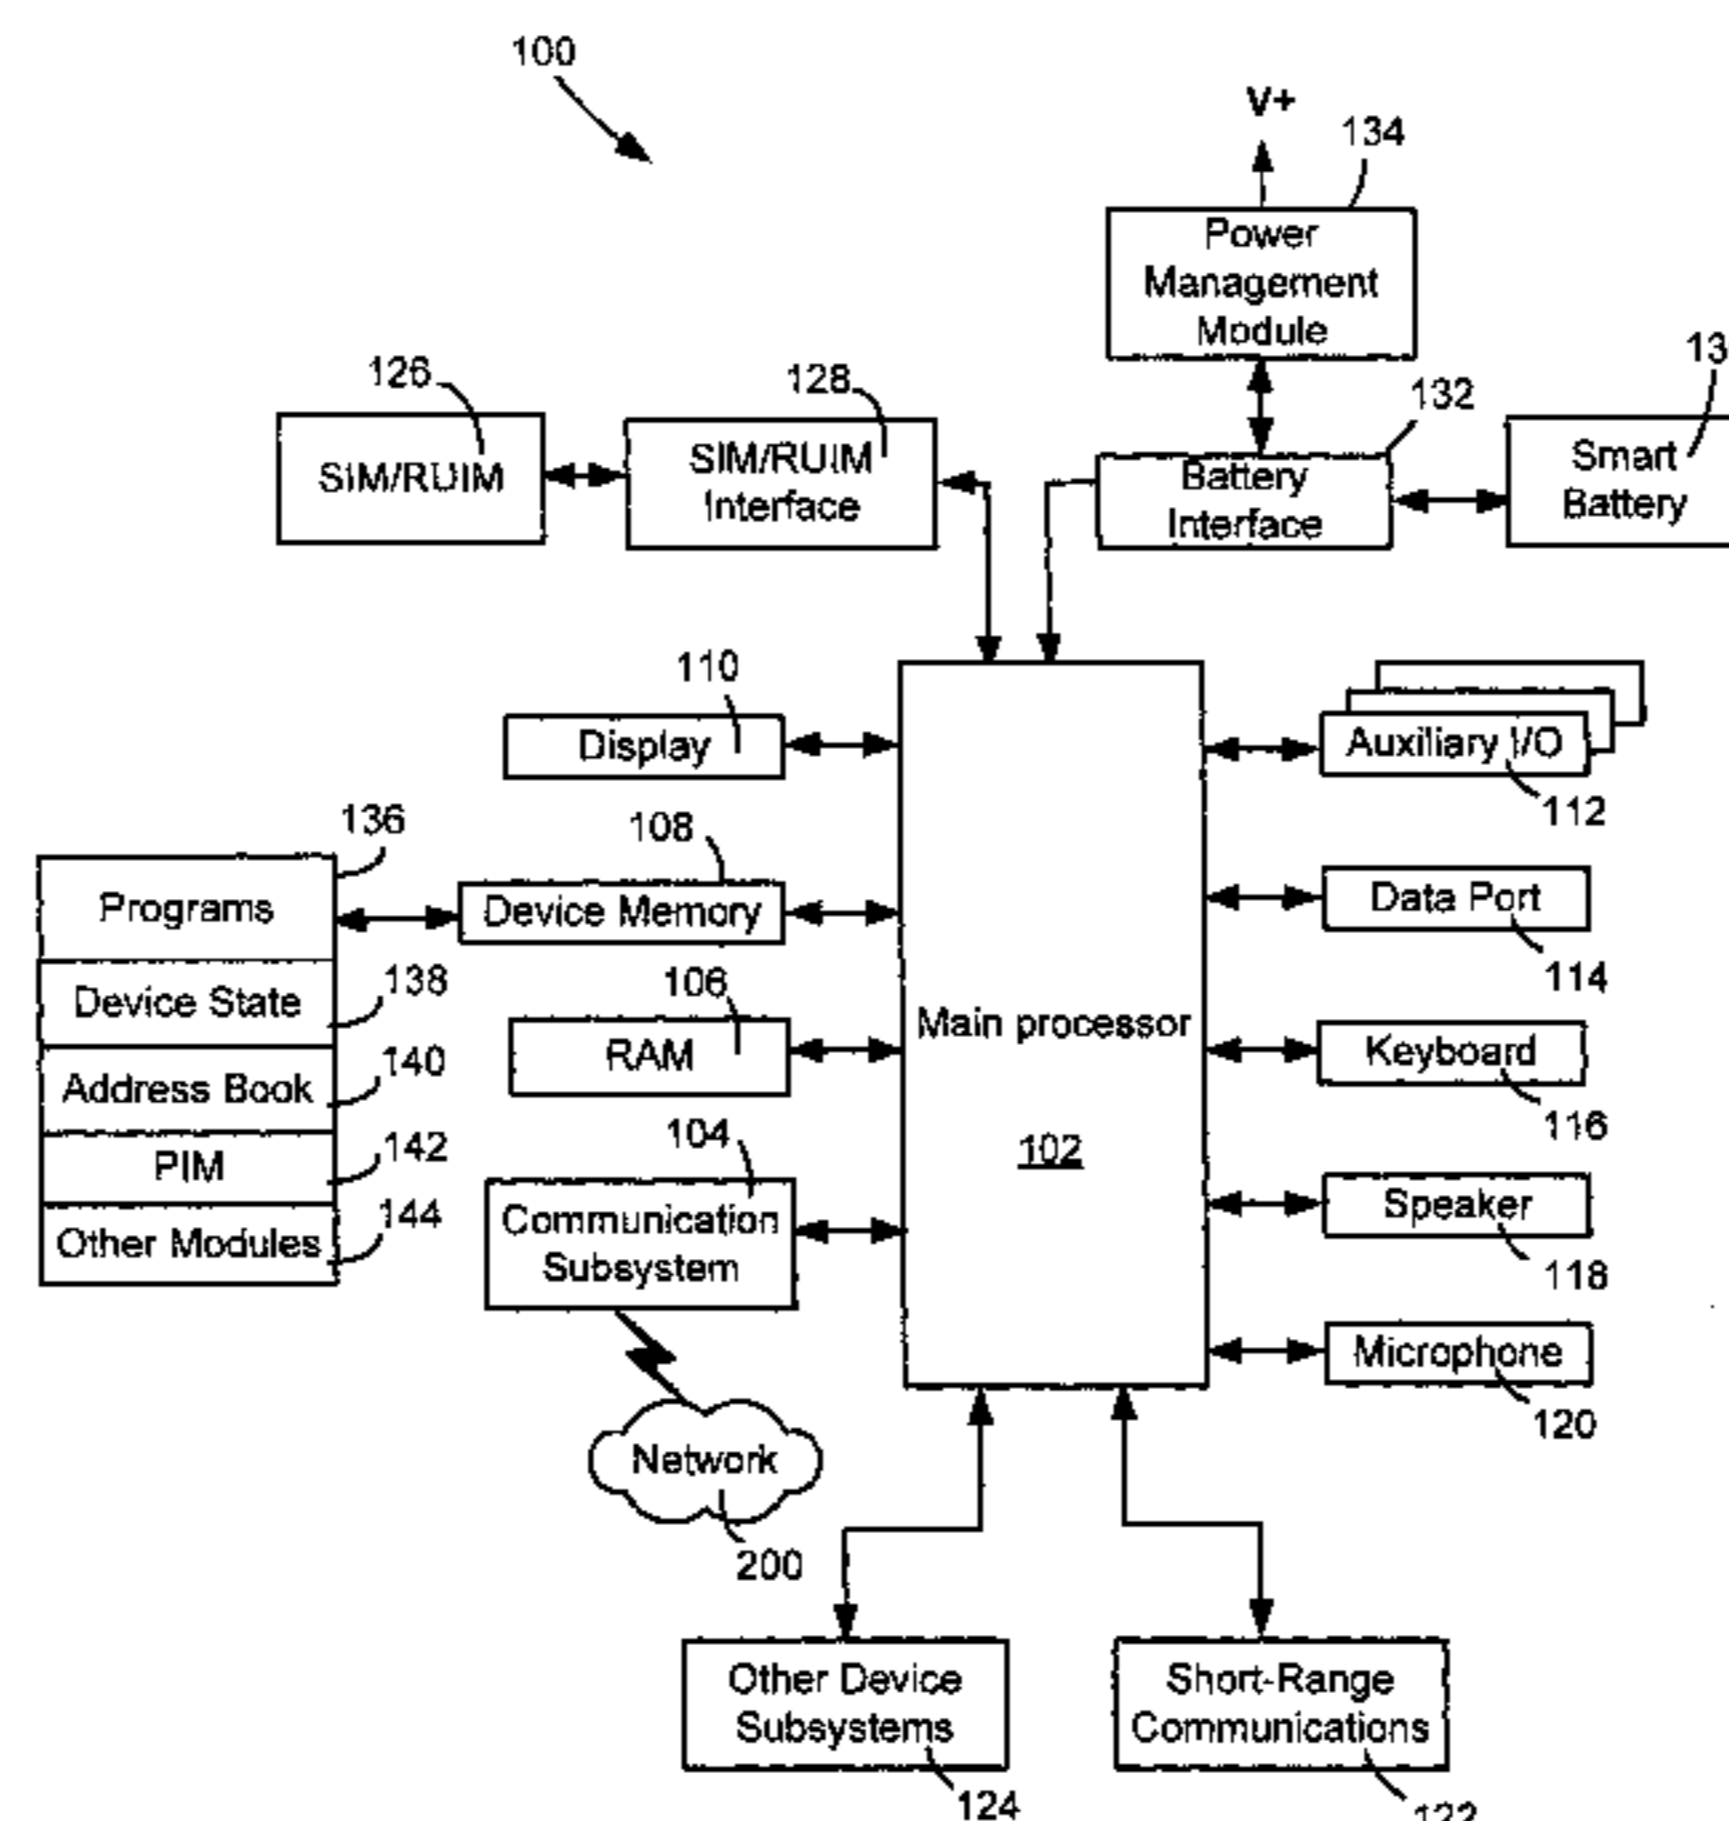 100
V+
134
Power
Management
Module
126
128
132
13
SIM/RUIM
SIM/RUIM
Interface
Battery
Interface
Smart
Battery
110
Display
Auxiliary I/O
112
136
108
Programs
Device Memory
Data Port
114
Device State
138
106
RAM
Main processor
Keyboard
116
Address Book
140
104
102
PIM
142
Communication
Subsystem
Speaker
118
Other Modules
144
Microphone
120
Network
200
Other Device
Subsystems
124
Short-Range
Communications
122